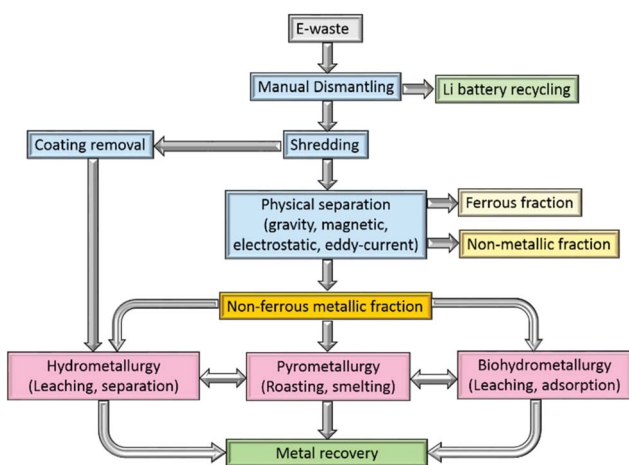 E-waste
Manual Dismantling
Li battery recycling
Coating removal
Shredding
Physical separation
(gravity, magnetic,
electrostatic, eddy-current)
Ferrous fraction
Non-metallic fraction
Non-ferrous metallic fraction
Hydrometallurgy
(Leaching, separation)
Pyrometallurgy
(Roasting, smelting)
Biohydrometallurgy
(Leaching, adsorption)
Metal recovery